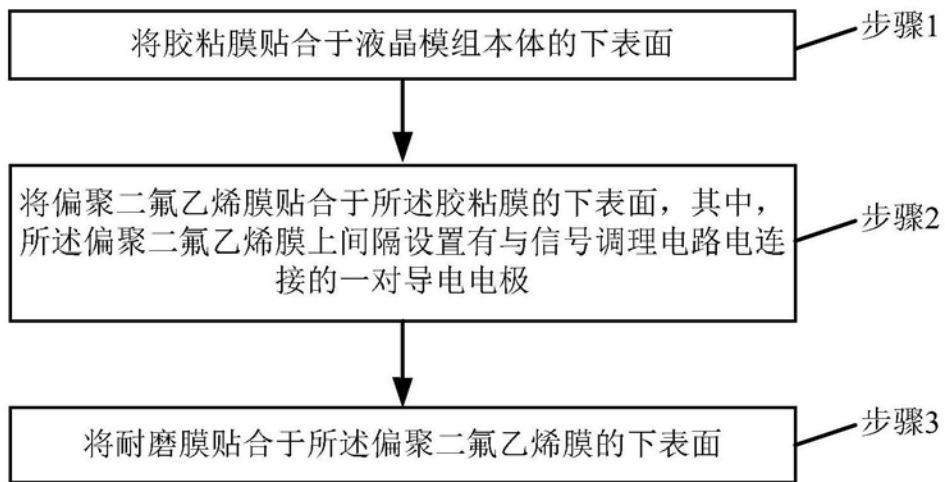 将胶粘膜贴合于液晶模组本体的下表面
步骤1
将偏聚二氟乙烯膜贴合于所述胶粘膜的下表面，其中，
所述偏聚二氟乙烯膜上间隔设置有与信号调理电路电连
接的一对导电电极
步骤2
将耐磨膜贴合于所述偏聚二氟乙烯膜的下表面
步骤3